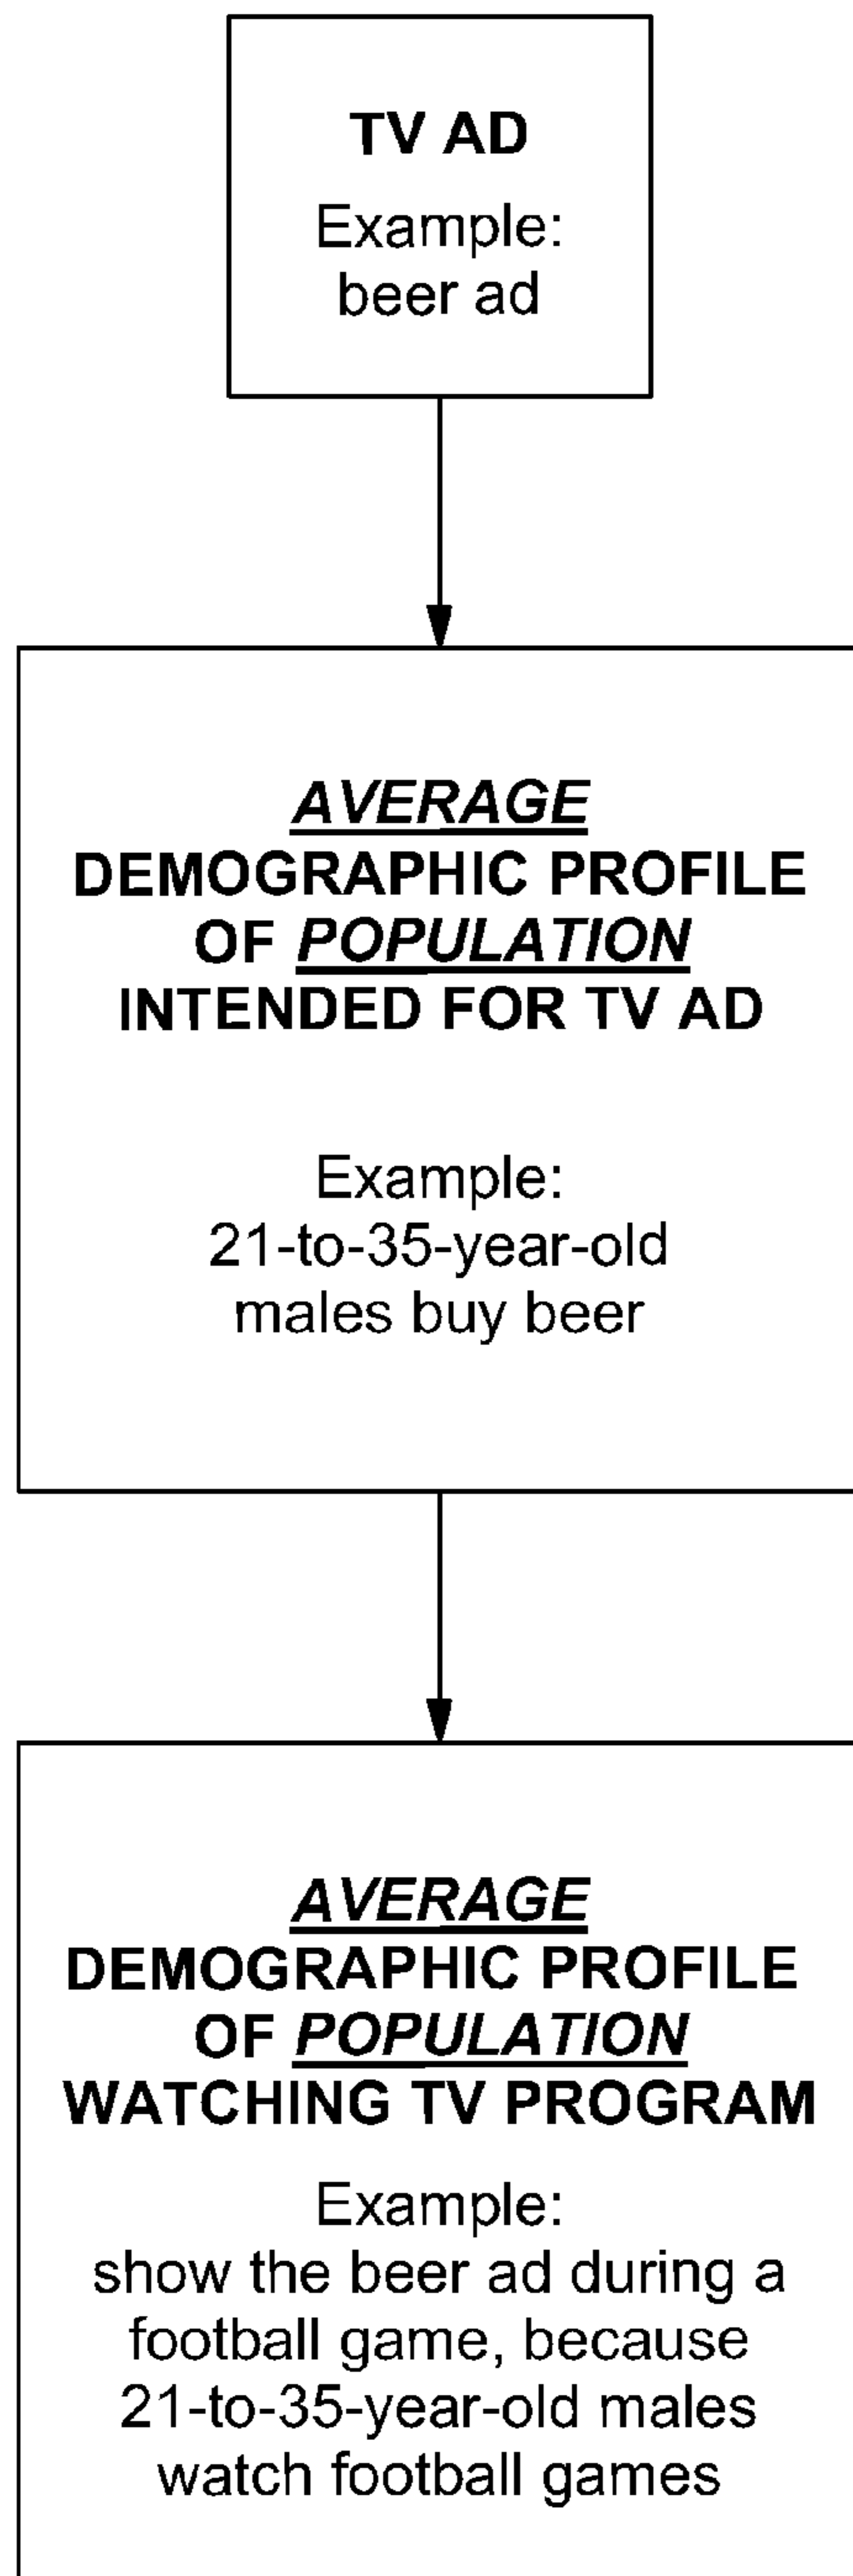 TV AD
Example:
beer ad
AVERAGE
DEMOGRAPHIC PROFILE
OF POPULATION
INTENDED FOR TV AD
Example:
21-to-35-year-old
males buy beer
AVERAGE
DEMOGRAPHIC PROFILE
OF POPULATION
WATCHING TV PROGRAM
Example:
show the beer ad during a
football game, because
21-to-35-year-old males
watch football games